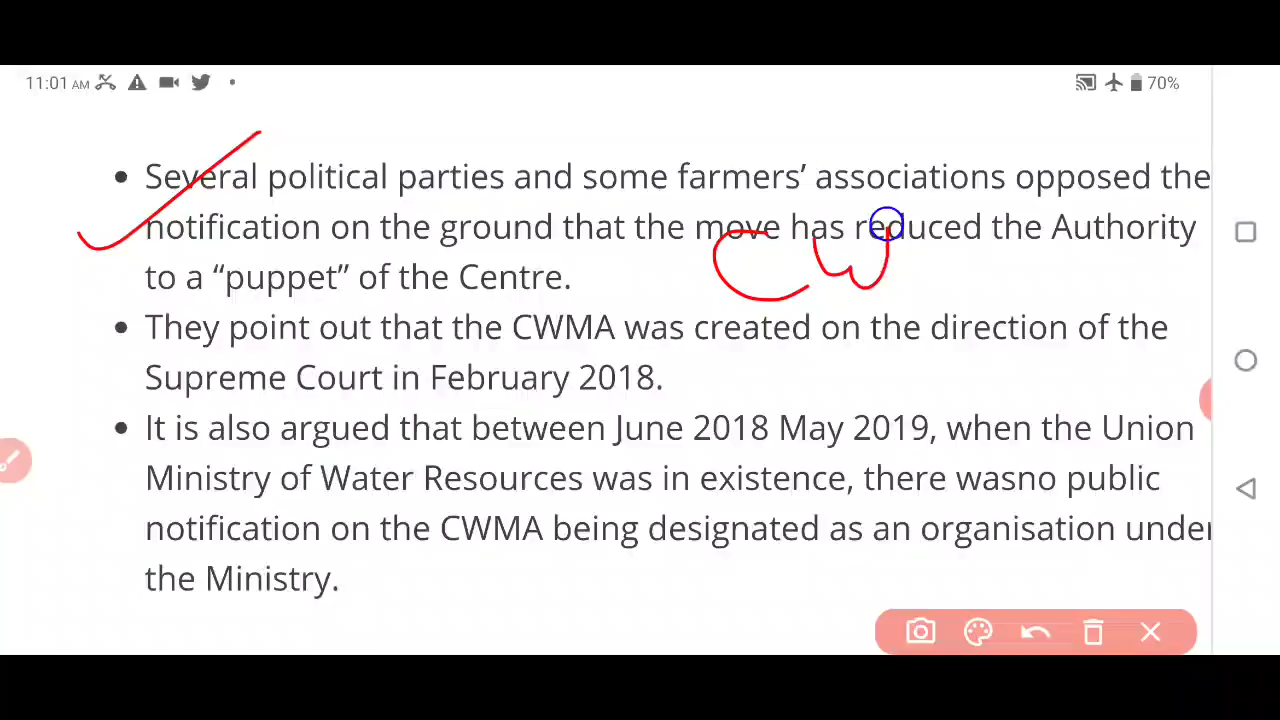 11:01 AM
70%
• Several political parties and some farmers’ associations opposed the
notification on the ground that the move has reduced the Authority
to a “puppet” of the Centre.
CW
• They point out that the CWMA was created on the direction of the
Supreme Court in February 2018.
• It is also argued that between June 2018 May 2019, when the Union
Ministry of Water Resources was in existence, there wasno public
notification on the CWMA being designated as an organisation under
the Ministry.